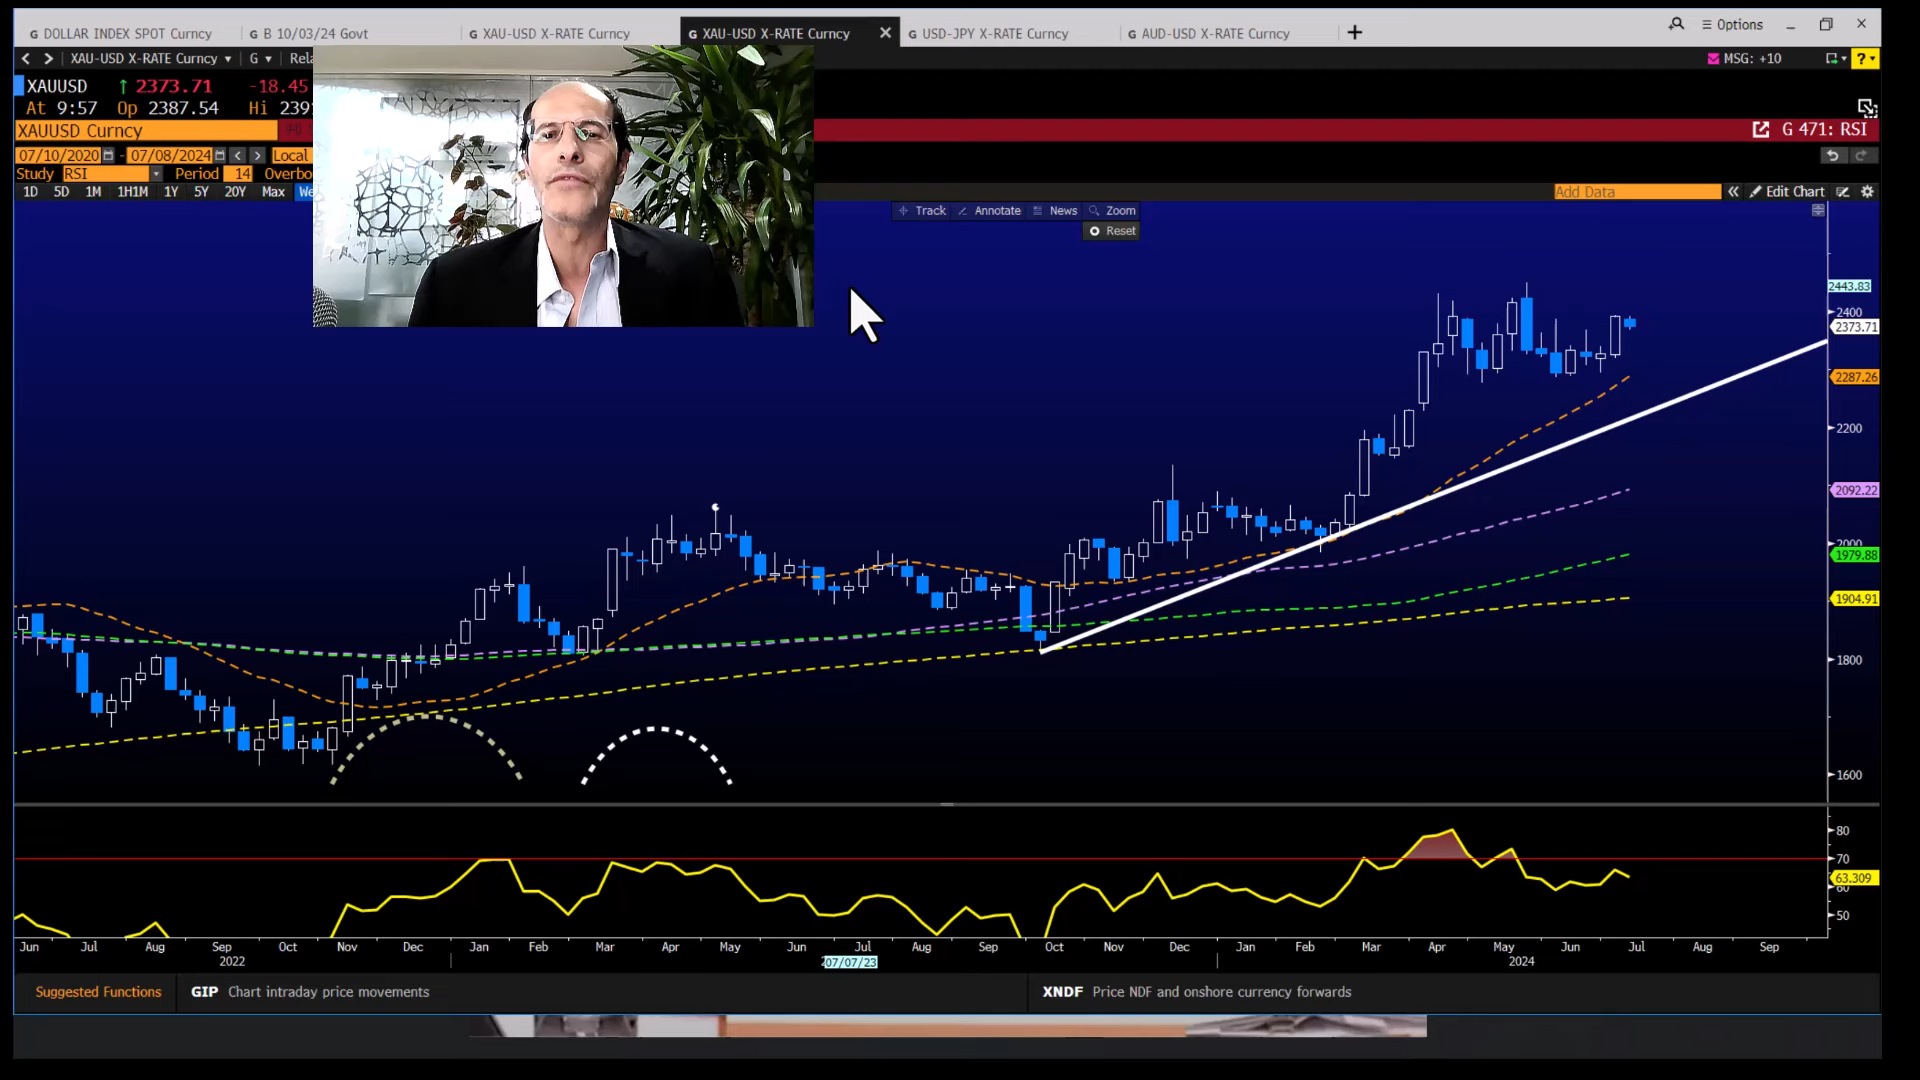 G DOLLAR INDEX SPOT Curncy
G B 10/03/24 Govt
G XAU-USD X-RATE Curncy
G XAU-USD X-RATE Curncy
G USD-JPY X-RATE Curncy
G AUD-USD X-RATE Curncy
Options
XAU-USD X-RATE Curncy
G
Rela
MSG: +10
?
XAUUSD
2373.71
-18.45
At 9:57 Op 2387.54 Hi 239
XAUUSD Curncy
G 471: RSI
07/10/2020 - 07/08/2024
Local
Study RSI Period 14 Overbo
1D 5D 1M 1H1M 1Y 5Y 20Y Max We
Add Data
Edit Chart
Track
Annotate
News
Zoom
Reset
2443.83
2400
2373.71
2287.26
2200
2092.22
2000
1979.88
1904.91
1800
1600
80
70
63.309
60
50
Jun Jul Aug Sep Oct Nov Dec Jan Feb Mar Apr May Jun Jul Aug Sep Oct Nov Dec Jan Feb Mar Apr May Jun Jul Aug Sep
2022
07/07/23
2024
Suggested Functions
GIP Chart intraday price movements
XNDF Price NDF and onshore currency forwards